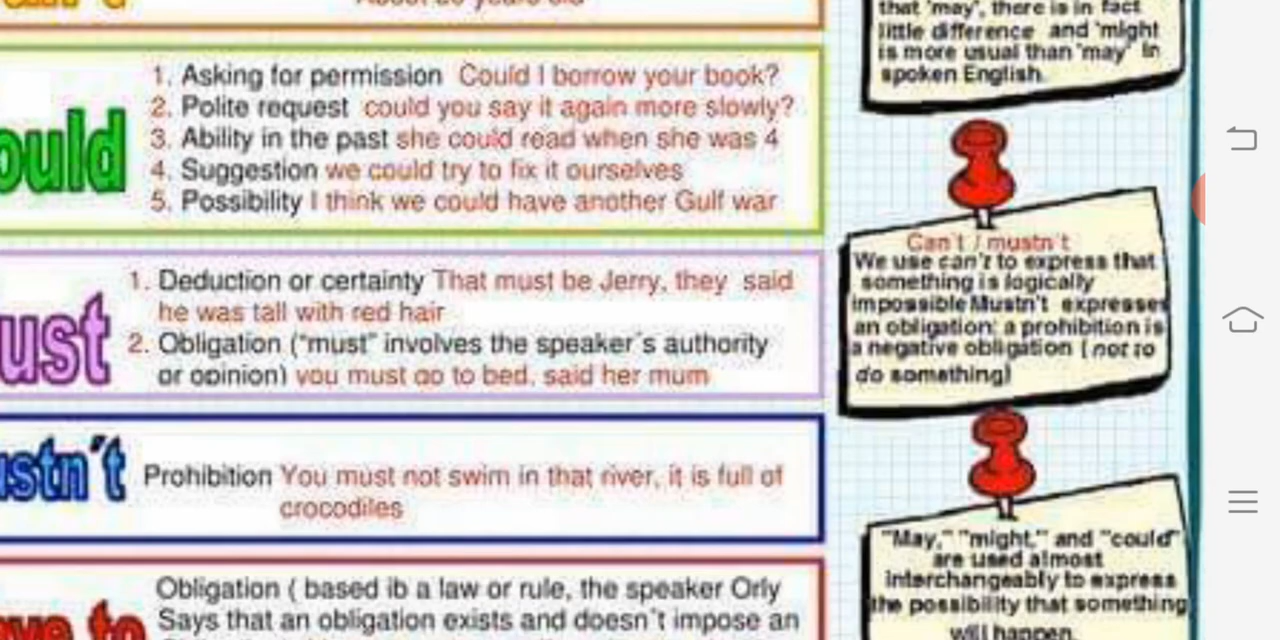 About 20 years old
ould
1. Asking for permission Could I borrow your book?
2. Polite request could you say it again more slowly?
3. Ability in the past she could read when she was 4
4. Suggestion we could try to fix it ourselves
5. Possibility I think we could have another Gulf war
ust
1. Deduction or certainty That must be Jerry, they said
he was tall with red hair
2. Obligation (“must” involves the speaker´s authority
or opinion) you must go to bed, said her mum
ustn´t
Prohibition You must not swim in that river, it is full of
crocodiles
ve to
Obligation ( based ib a law or rule, the speaker Orly
Says that an obligation exists and doesn´t impose an
that ‘may’, there is in fact
little difference and ‘might
is more usual than ‘may’ in
spoken English.
Can´t / mustn´t
We use can’t to express that
something is logically
impossible Mustn’t expresses
an obligation: a prohibition is
a negative obligation ( not to
do something)
"May," "might," and "could"
are used almost
interchangeably to express
the possibility that something
will happen.